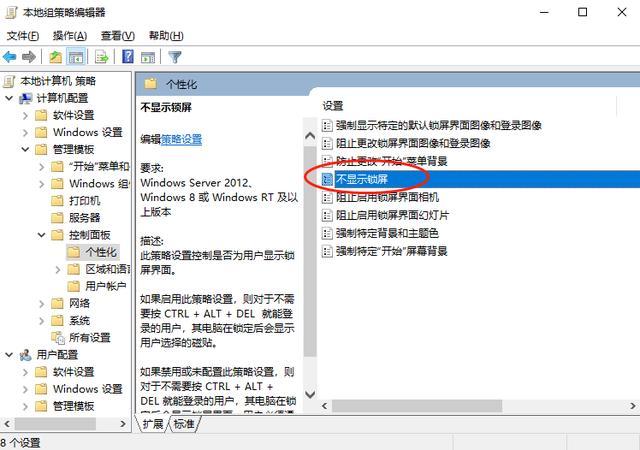 本地组策略编辑器
文件(F) 操作(A) 查看(V) 帮助(H)
本地计算机 策略
计算机配置
软件设置
Windows 设置
管理模板
“开始”菜单和
Windows 组
打印机
服务器
控制面板
个性化
区域和语言
用户帐户
网络
系统
所有设置
用户配置
软件设置
Windows 设置
管理模板
个性化
不显示锁屏
编辑策略设置
要求:
Windows Server 2012、
Windows 8 或 Windows RT 及以
上版本
描述:
此策略设置控制是否为用户显示锁
屏界面。
如果启用此策略设置，则对于不需
要按 CTRL + ALT + DEL 就能登
录的用户，其电脑在锁定后会显示
用户选择的磁贴。
如果禁用或未配置此策略设置，则
对于不需要按 CTRL + ALT +
DEL 就能登录的用户，其电脑在锁
设置
强制显示特定的默认锁屏界面图像和登录图像
阻止更改锁屏界面图像和登录图像
防止更改“开始”菜单背景
不显示锁屏
阻止启用锁屏界面相机
阻止启用锁屏界面幻灯片
强制特定背景和主题色
强制特定“开始”屏幕背景
扩展 标准
8 个设置